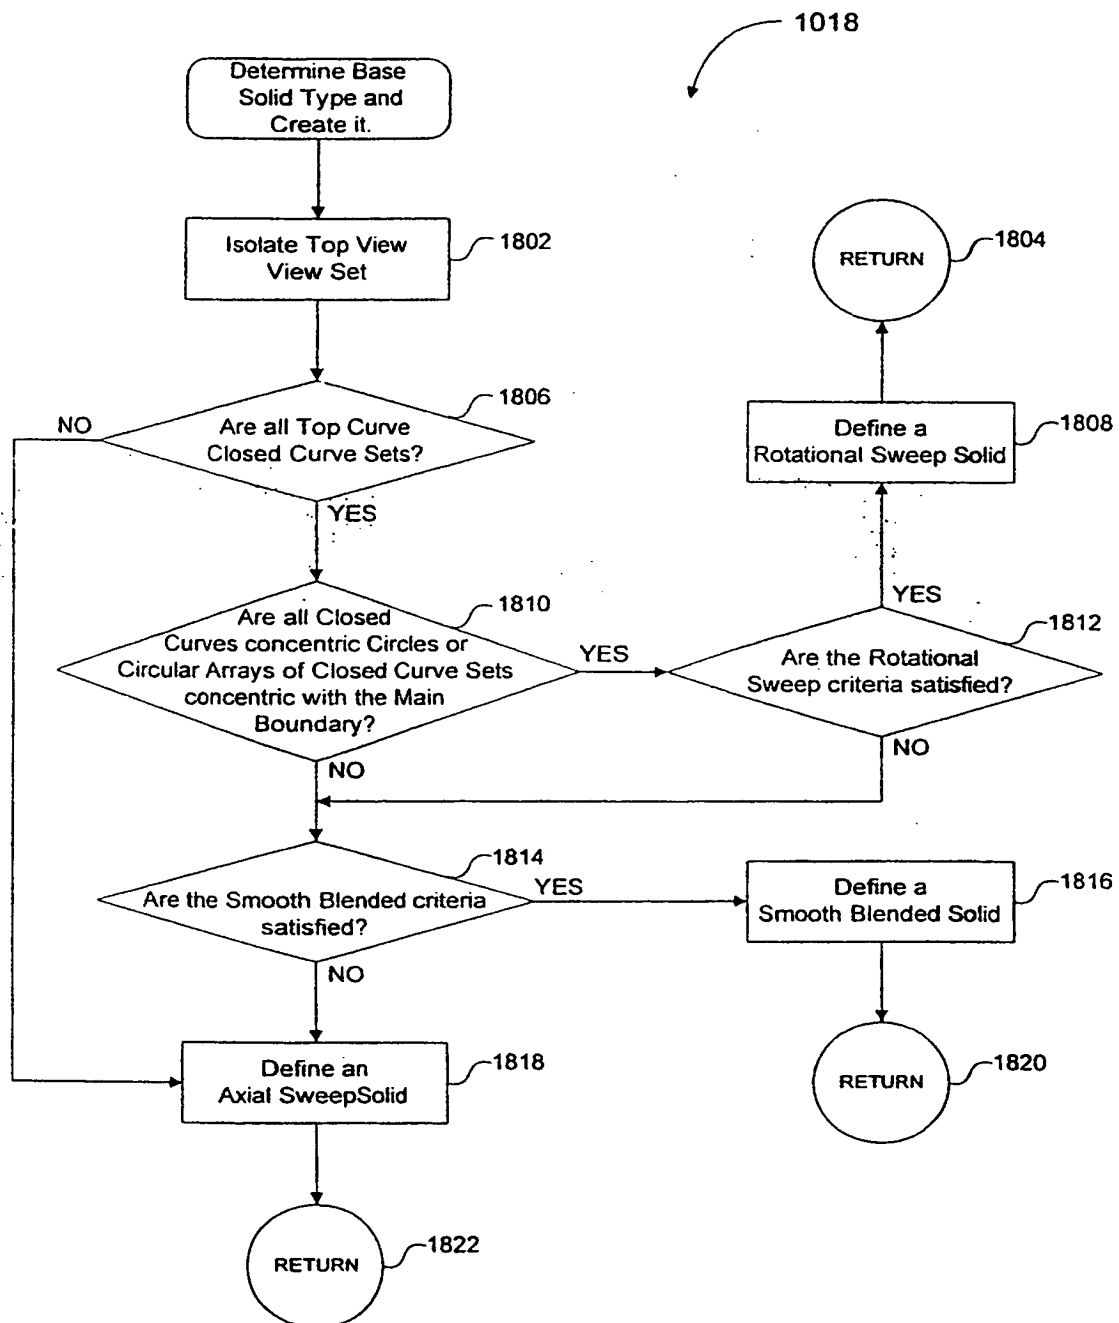 1018
Determine Base
Solid Type and
Create it.
Isolate Top View
View Set
1802
RETURN
1804
NO
Are all Top Curve
Closed Curve Sets?
1806
Define a
Rotational Sweep Solid
1808
YES
Are all Closed
Curves concentric Circles or
Circular Arrays of Closed Curve Sets
concentric with the Main
Boundary?
1810
YES
YES
1812
Are the Rotational
Sweep criteria satisfied?
NO
NO
1814
Are the Smooth Blended criteria
satisfied?
YES
Define a
Smooth Blended Solid
1816
NO
Define an
Axial SweepSolid
1818
RETURN
1820
RETURN
1822